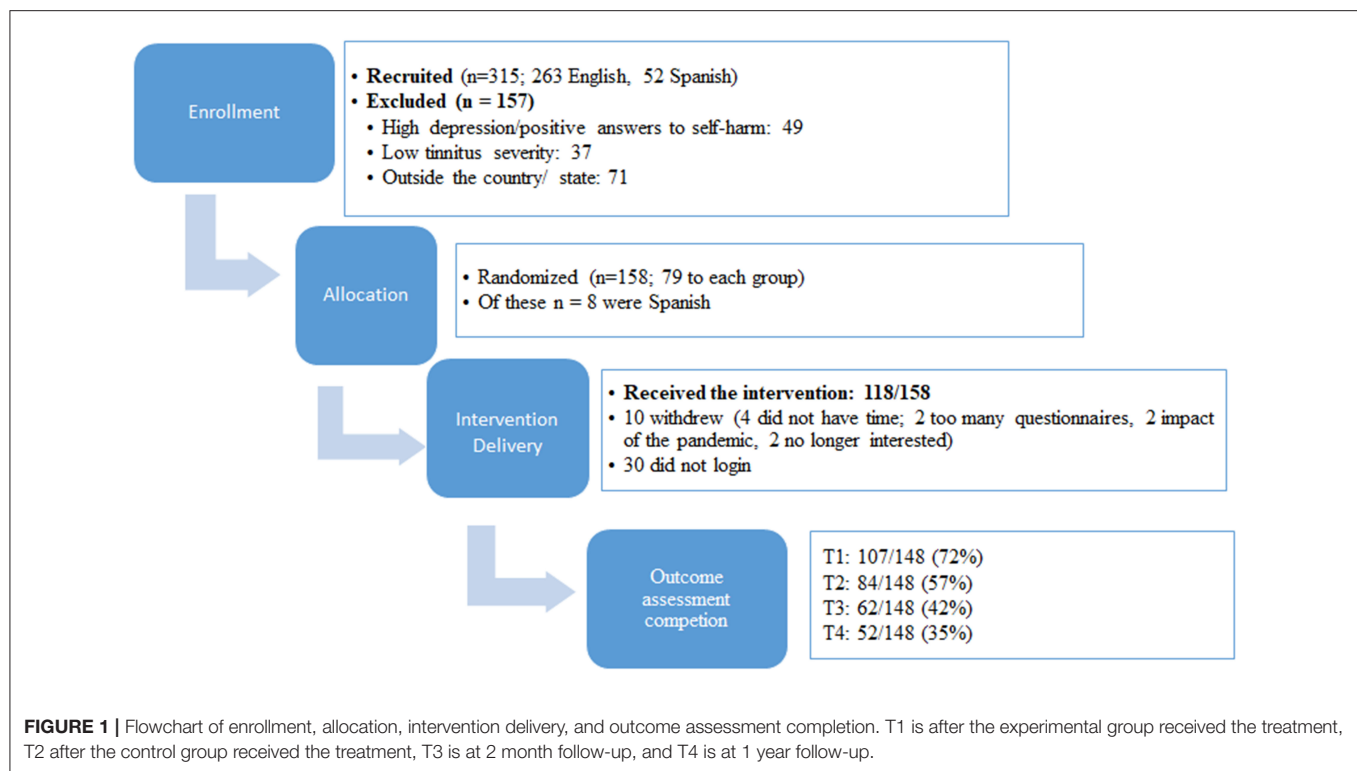 Enrollment
• Recruited (n=315; 263 English, 52 Spanish)
• Excluded (n = 157)
• High depression/positive answers to self-harm: 49
• Low tinnitus severity: 37
• Outside the country/ state: 71
Allocation
• Randomized (n=158; 79 to each group)
• Of these n = 8 were Spanish
Intervention
Delivery
• Received the intervention: 118/158
• 10 withdrew (4 did not have time; 2 too many questionnaires, 2 impact
of the pandemic, 2 no longer interested)
• 30 did not login
Outcome
assessment
competion
T1: 107/148 (72%)
T2: 84/148 (57%)
T3: 62/148 (42%)
T4: 52/148 (35%)
FIGURE 1 | Flowchart of enrollment, allocation, intervention delivery, and outcome assessment completion. T1 is after the experimental group received the treatment,
T2 after the control group received the treatment, T3 is at 2 month follow-up, and T4 is at 1 year follow-up.